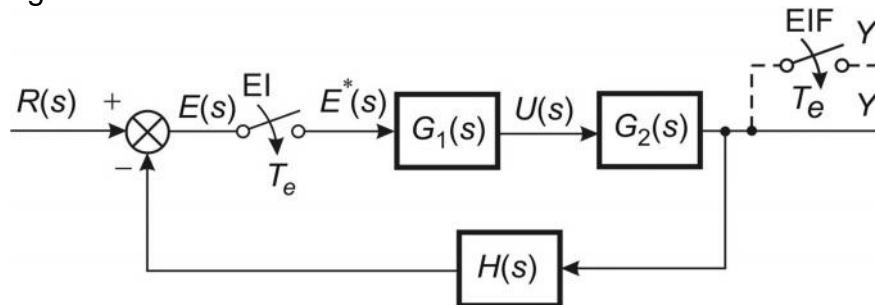 EIF
Y
R(s) + E(s) EI E*(s) G₁(s) U(s) G₂(s) Tₑ Y
− Tₑ
H(s)